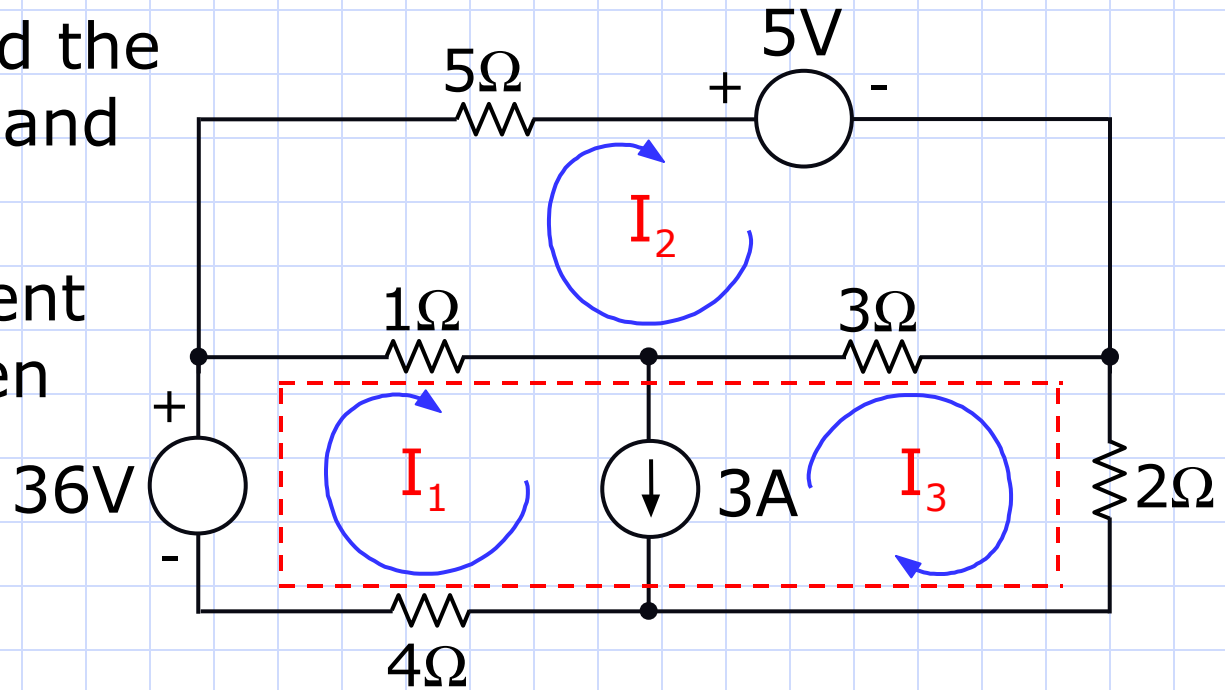 d the
and
ent
en
5Ω
5V
+ -
I2
1Ω
3Ω
+
36V
-
I1
3A
I3
2Ω
4Ω